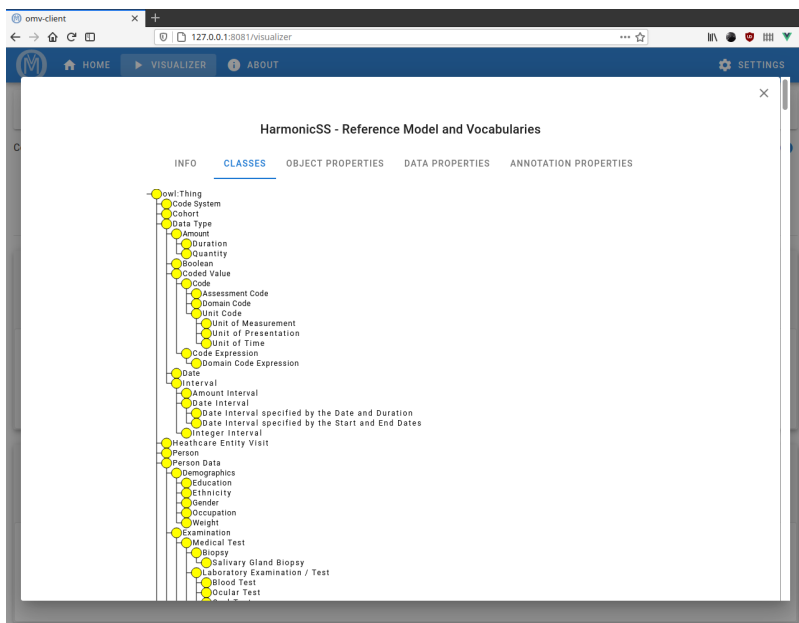 omv-client
127.0.0.1:8081/visualizer
HOME
VISUALIZER
ABOUT
SETTINGS
HarmonicSS - Reference Model and Vocabularies
INFO
CLASSES
OBJECT PROPERTIES
DATA PROPERTIES
ANNOTATION PROPERTIES
owl:Thing
Code System
Cohort
Data Type
Amount
Duration
Quantity
Boolean
Coded Value
Code
Assessment Code
Domain Code
Unit Code
Unit of Measurement
Unit of Presentation
Unit of Time
Code Expression
Domain Code Expression
Date
Interval
Amount Interval
Date Interval
Date Interval specified by the Date and Duration
Date Interval specified by the Start and End Dates
Integer Interval
Heathcare Entity Visit
Person
Person Data
Demographics
Education
Ethnicity
Gender
Occupation
Weight
Examination
Medical Test
Biopsy
Salivary Gland Biopsy
Laboratory Examination / Test
Blood Test
Ocular Test